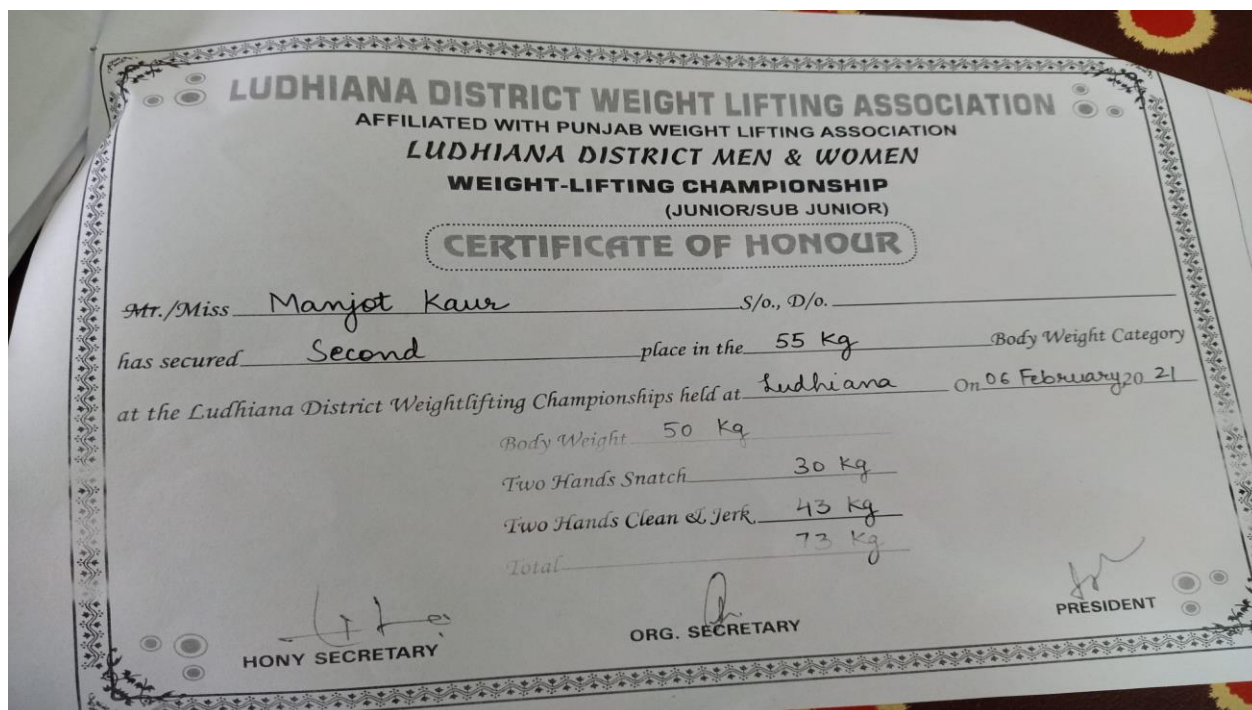 LUDHIANA DISTRICT WEIGHT LIFTING ASSOCIATION
AFFILIATED WITH PUNJAB WEIGHT LIFTING ASSOCIATION
LUDHIANA DISTRICT MEN & WOMEN
WEIGHT-LIFTING CHAMPIONSHIP
(JUNIOR/SUB JUNIOR)
CERTIFICATE OF HONOUR
Mr./Miss Manjot Kaur S/o., D/o.
has secured Second place in the 55 Kg Body Weight Category
at the Ludhiana District Weightlifting Championships held at Ludhiana On 06 February 20 21
Body Weight 50 Kg
Two Hands Snatch 30 Kg
Two Hands Clean & Jerk 43 Kg
Total 73 Kg
HONY SECRETARY
ORG. SECRETARY
PRESIDENT